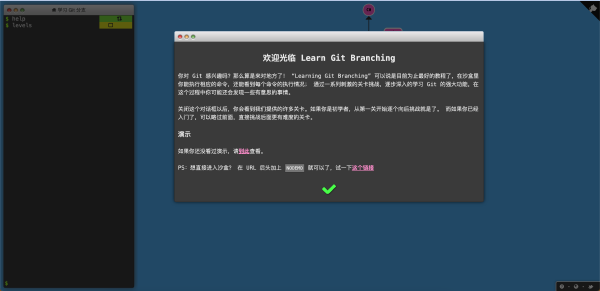 学习 Git 分支
$ help
$ levels
C0
欢迎光临 Learn Git Branching
你对 Git 感兴趣吗？那么算是来对地方了！ “Learning Git Branching” 可以说是目前为止最好的教程了，在沙盒里
你能执行相应的命令，还能看到每个命令的执行情况； 通过一系列刺激的关卡挑战，逐步深入的学习 Git 的强大功能，在
这个过程中你可能还会发现一些有意思的事情。
关闭这个对话框以后，你会看到我们提供的许多关卡。如果你是初学者，从第一关开始逐个向后挑战就是了。 而如果你已经
入门了，可以略过前面，直接挑战后面更有难度的关卡。
演示
如果你还没看过演示，请到此查看。
PS：想直接进入沙盒？ 在 URL 后头加上 NODEMO 就可以了，试一下这个链接
$